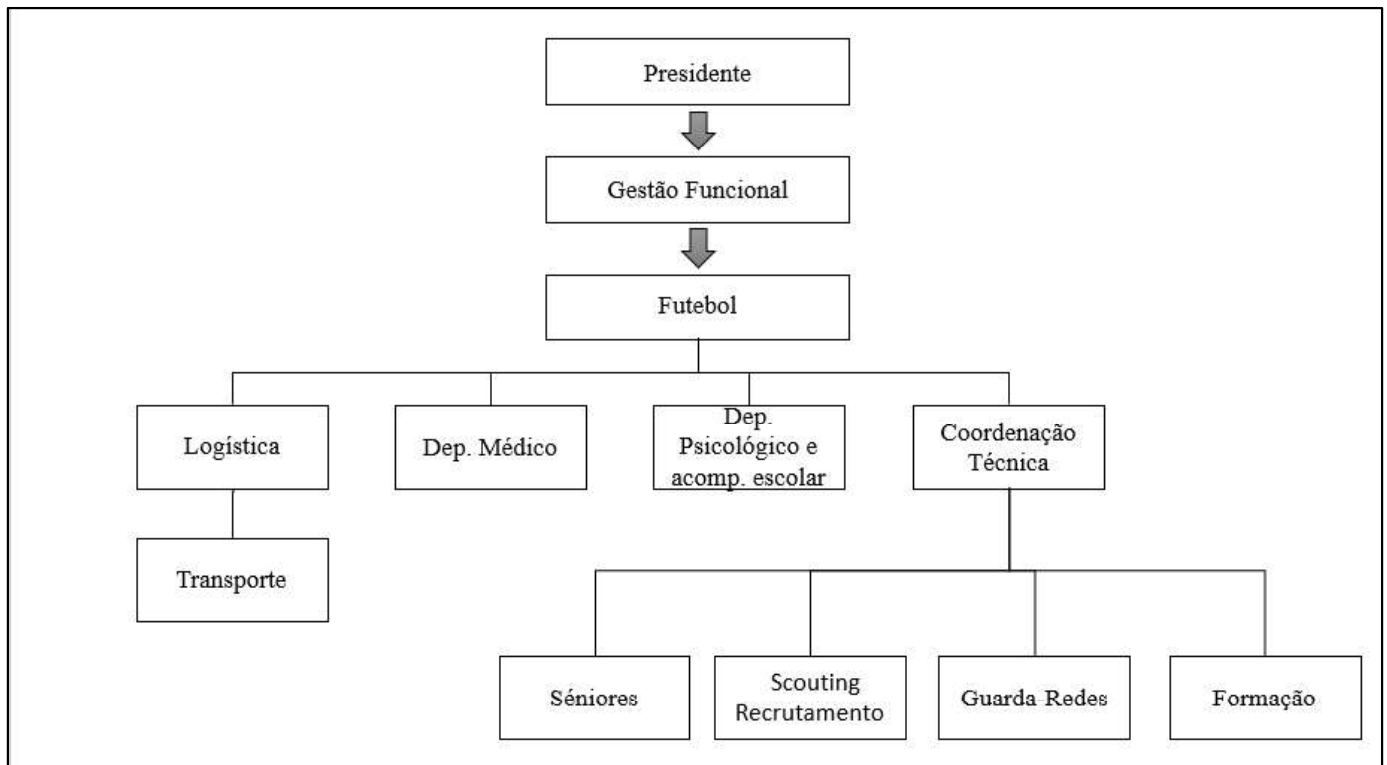 Presidente
Gestão Funcional
Futebol
Logística
Dep. Médico
Dep.
Psicológico e
acomp. escolar
Coordenação
Técnica
Transporte
Séniores
Scouting
Recrutamento
Guarda Redes
Formação